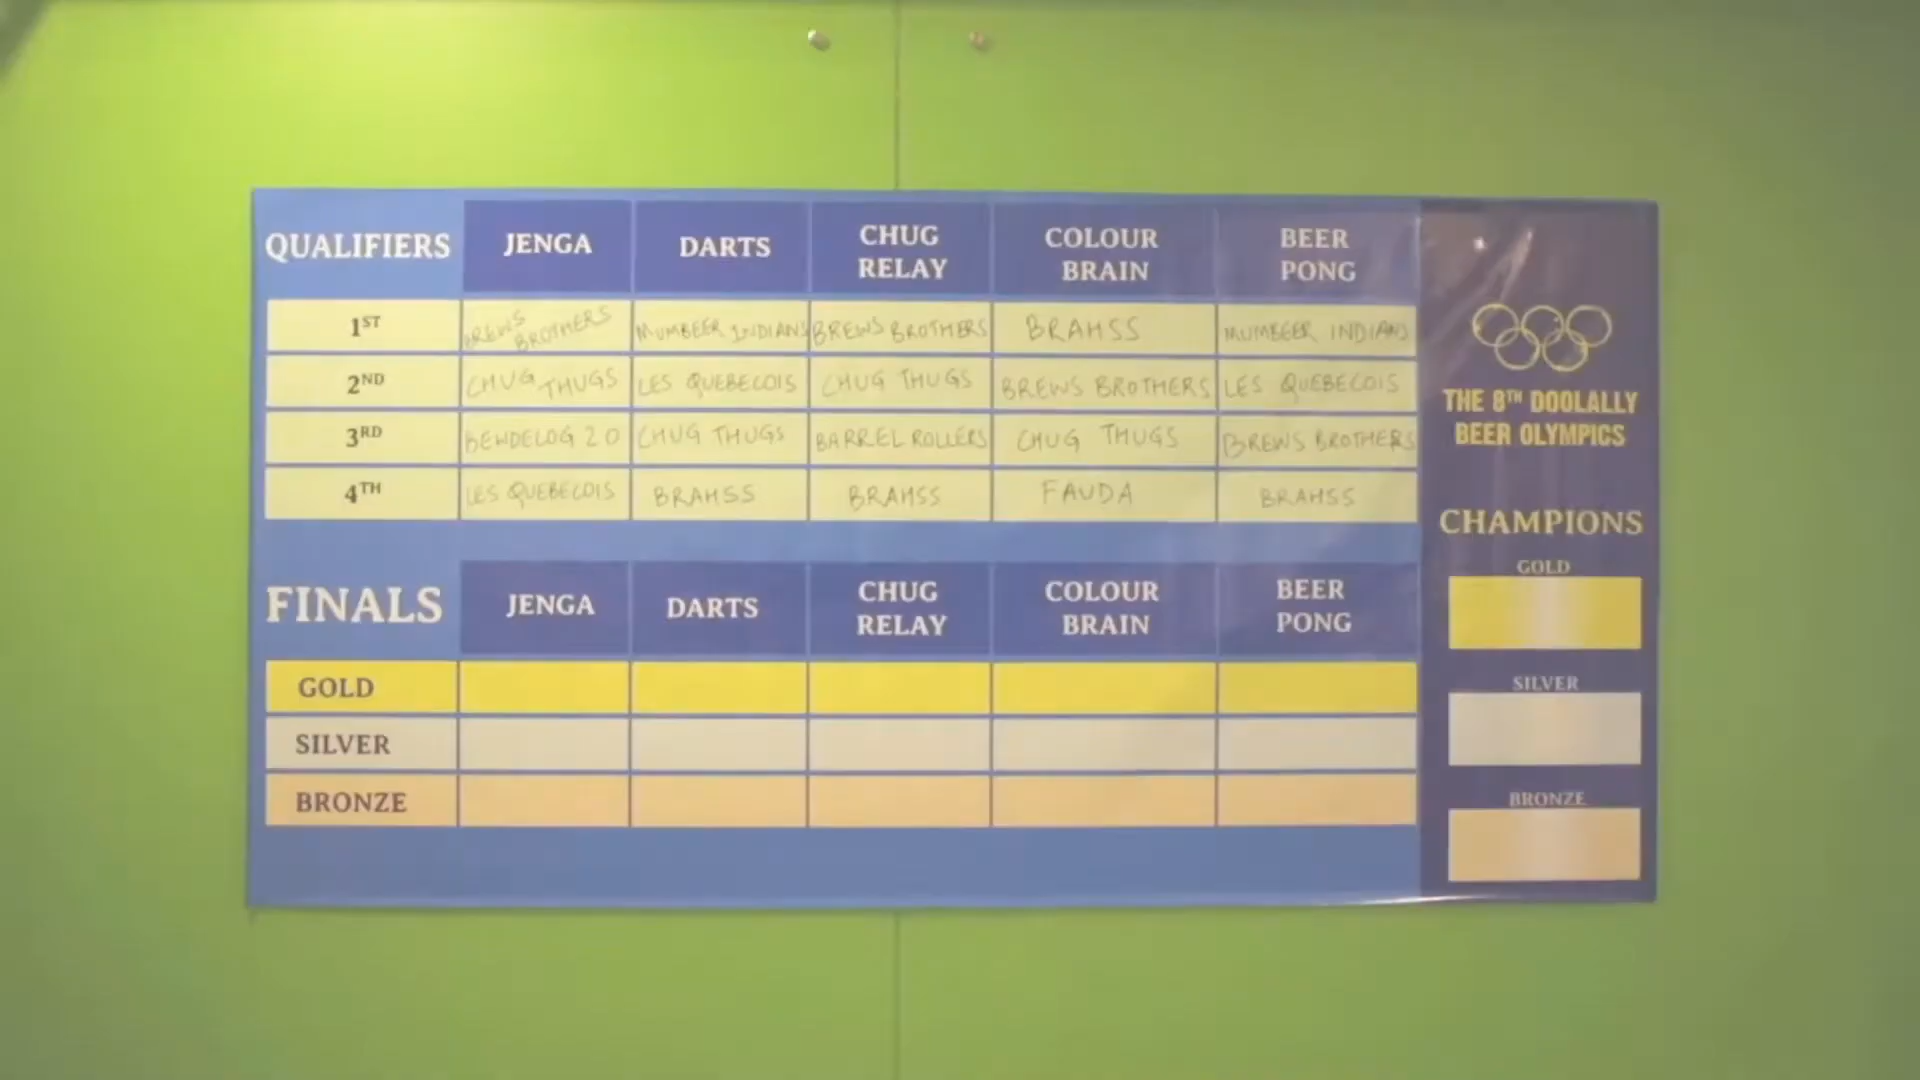 QUALIFIERS JENGA DARTS CHUG RELAY COLOUR BRAIN BEER PONG
1ST BREWS BROTHERS MUMBEER INDIANS BREWS BROTHERS BRAHSS MUMBEER INDIANS
2ND CHUG THUGS LES QUEBECOIS CHUG THUGS BREWS BROTHERS LES QUEBECOIS
3RD BEWDELOG 2.0 CHUG THUGS BARREL ROLLERS CHUG THUGS BREWS BROTHERS
4TH LES QUEBECOIS BRAHSS BRAHSS FAUDA BRAHSS
FINALS JENGA DARTS CHUG RELAY COLOUR BRAIN BEER PONG
GOLD
SILVER
BRONZE
THE 8TH DOOLALLY
BEER OLYMPICS
CHAMPIONS
GOLD
SILVER
BRONZE